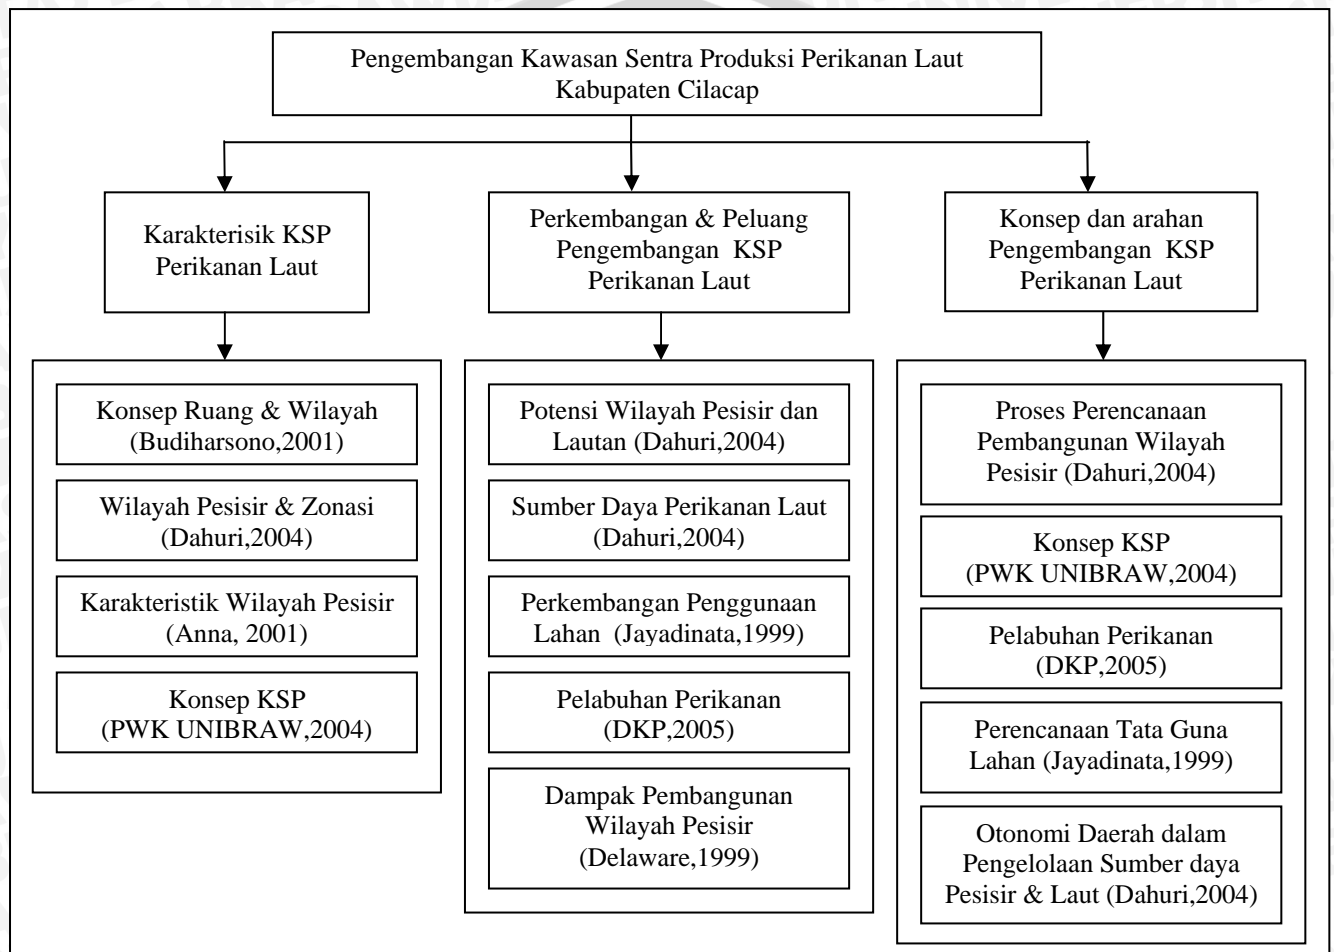 Pengembangan Kawasan Sentra Produksi Perikanan Laut
Kabupaten Cilacap
Karakterisik KSP
Perikanan Laut
Perkembangan & Peluang
Pengembangan KSP
Perikanan Laut
Konsep dan arahan
Pengembangan KSP
Perikanan Laut
Konsep Ruang & Wilayah
(Budiharsono,2001)
Wilayah Pesisir & Zonasi
(Dahuri,2004)
Karakteristik Wilayah Pesisir
(Anna, 2001)
Konsep KSP
(PWK UNIBRAW,2004)
Potensi Wilayah Pesisir dan
Lautan (Dahuri,2004)
Sumber Daya Perikanan Laut
(Dahuri,2004)
Perkembangan Penggunaan
Lahan (Jayadinata,1999)
Pelabuhan Perikanan
(DKP,2005)
Dampak Pembangunan
Wilayah Pesisir
(Delaware,1999)
Proses Perencanaan
Pembangunan Wilayah
Pesisir (Dahuri,2004)
Konsep KSP
(PWK UNIBRAW,2004)
Pelabuhan Perikanan
(DKP,2005)
Perencanaan Tata Guna
Lahan (Jayadinata,1999)
Otonomi Daerah dalam
Pengelolaan Sumber daya
Pesisir & Laut (Dahuri,2004)